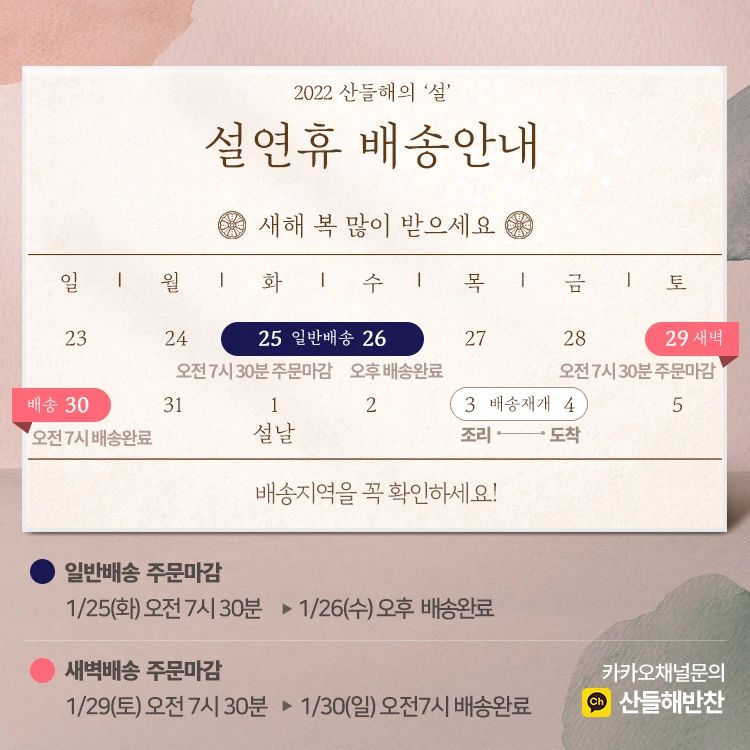 2022 산들해의 '설'
설연휴 배송안내
새해 복 많이 받으세요
일 | 월 | 화 | 수 | 목 | 금 | 토
23 24 25 일반배송 26 27 28 29 새벽
오전 7시 30분 주문마감 오후 배송완료 오전 7시 30분 주문마감
배송 30 31 1 2 3 배송재개 4 5
오전 7시 배송완료 설날 조리 도착
배송지역을 꼭 확인하세요!
일반배송 주문마감
1/25(화) 오전 7시 30분 ▶ 1/26(수) 오후 배송완료
새벽배송 주문마감
1/29(토) 오전 7시 30분 ▶ 1/30(일) 오전7시 배송완료
카카오채널문의
Ch 산들해반찬